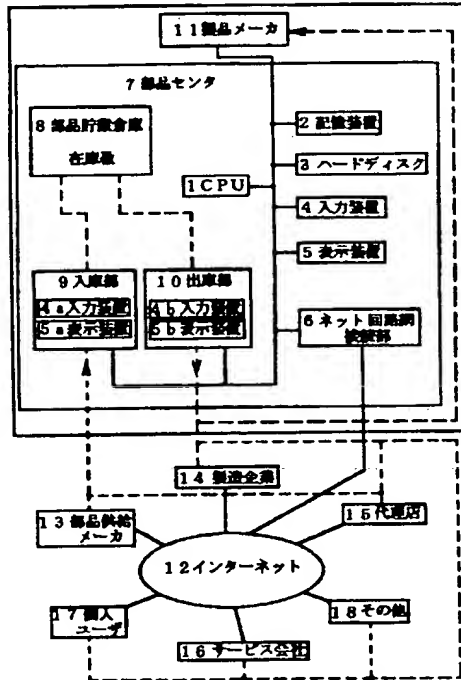 11製品メーカ
7部品センタ
8部品貯蔵倉庫
在庫数
2記憶装置
3ハードディスク
1CPU
4入力装置
5表示装置
9入庫部
4a入力装置
5a表示装置
10出庫部
4b入力装置
5b表示装置
6ネット回路網
接続部
14製造企業
13部品供給
メーカ
15代理店
12インターネット
17個人
ユーザ
18その他
16サービス会社